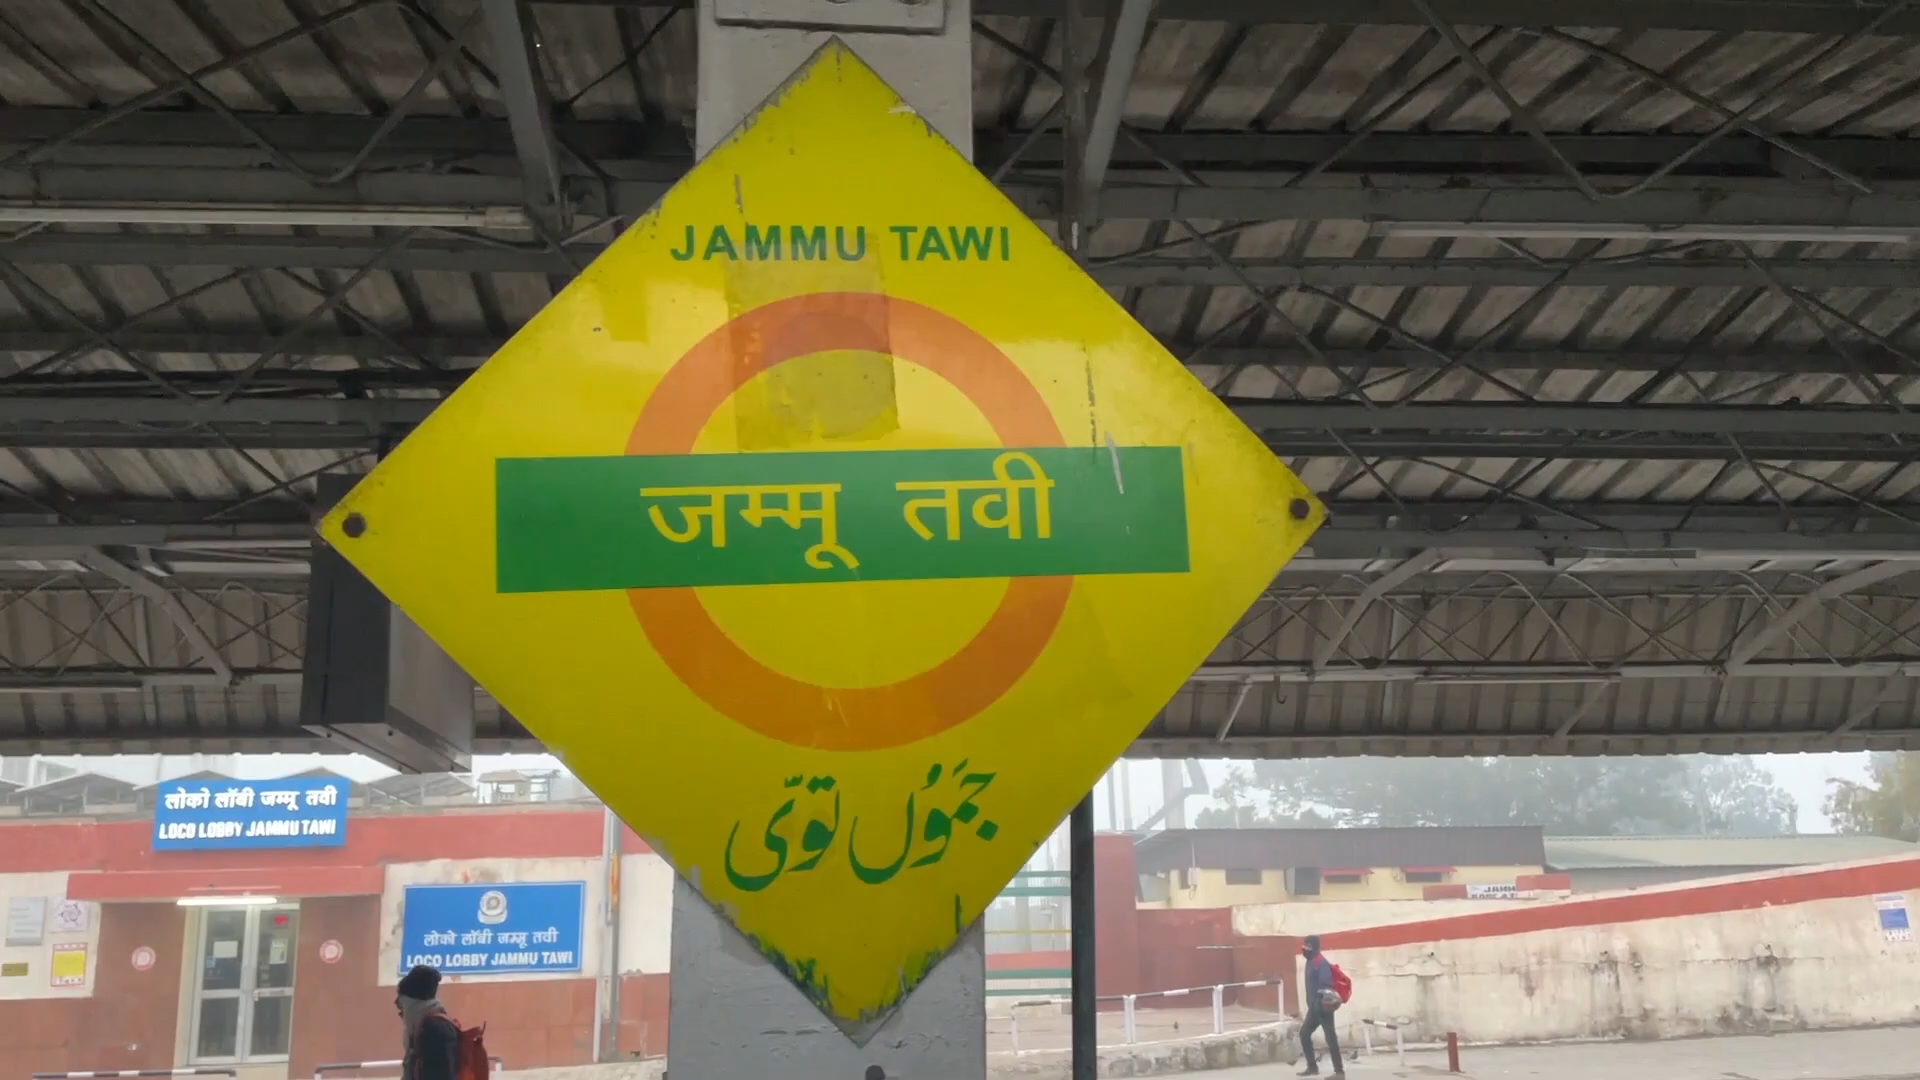 JAMMU TAWI
जम्मू तवी
جمّوں توّی
लोको लॉबी जम्मू तवी
LOCO LOBBY JAMMU TAWI
लोको लॉबी जम्मू तवी
LOCO LOBBY JAMMU TAWI